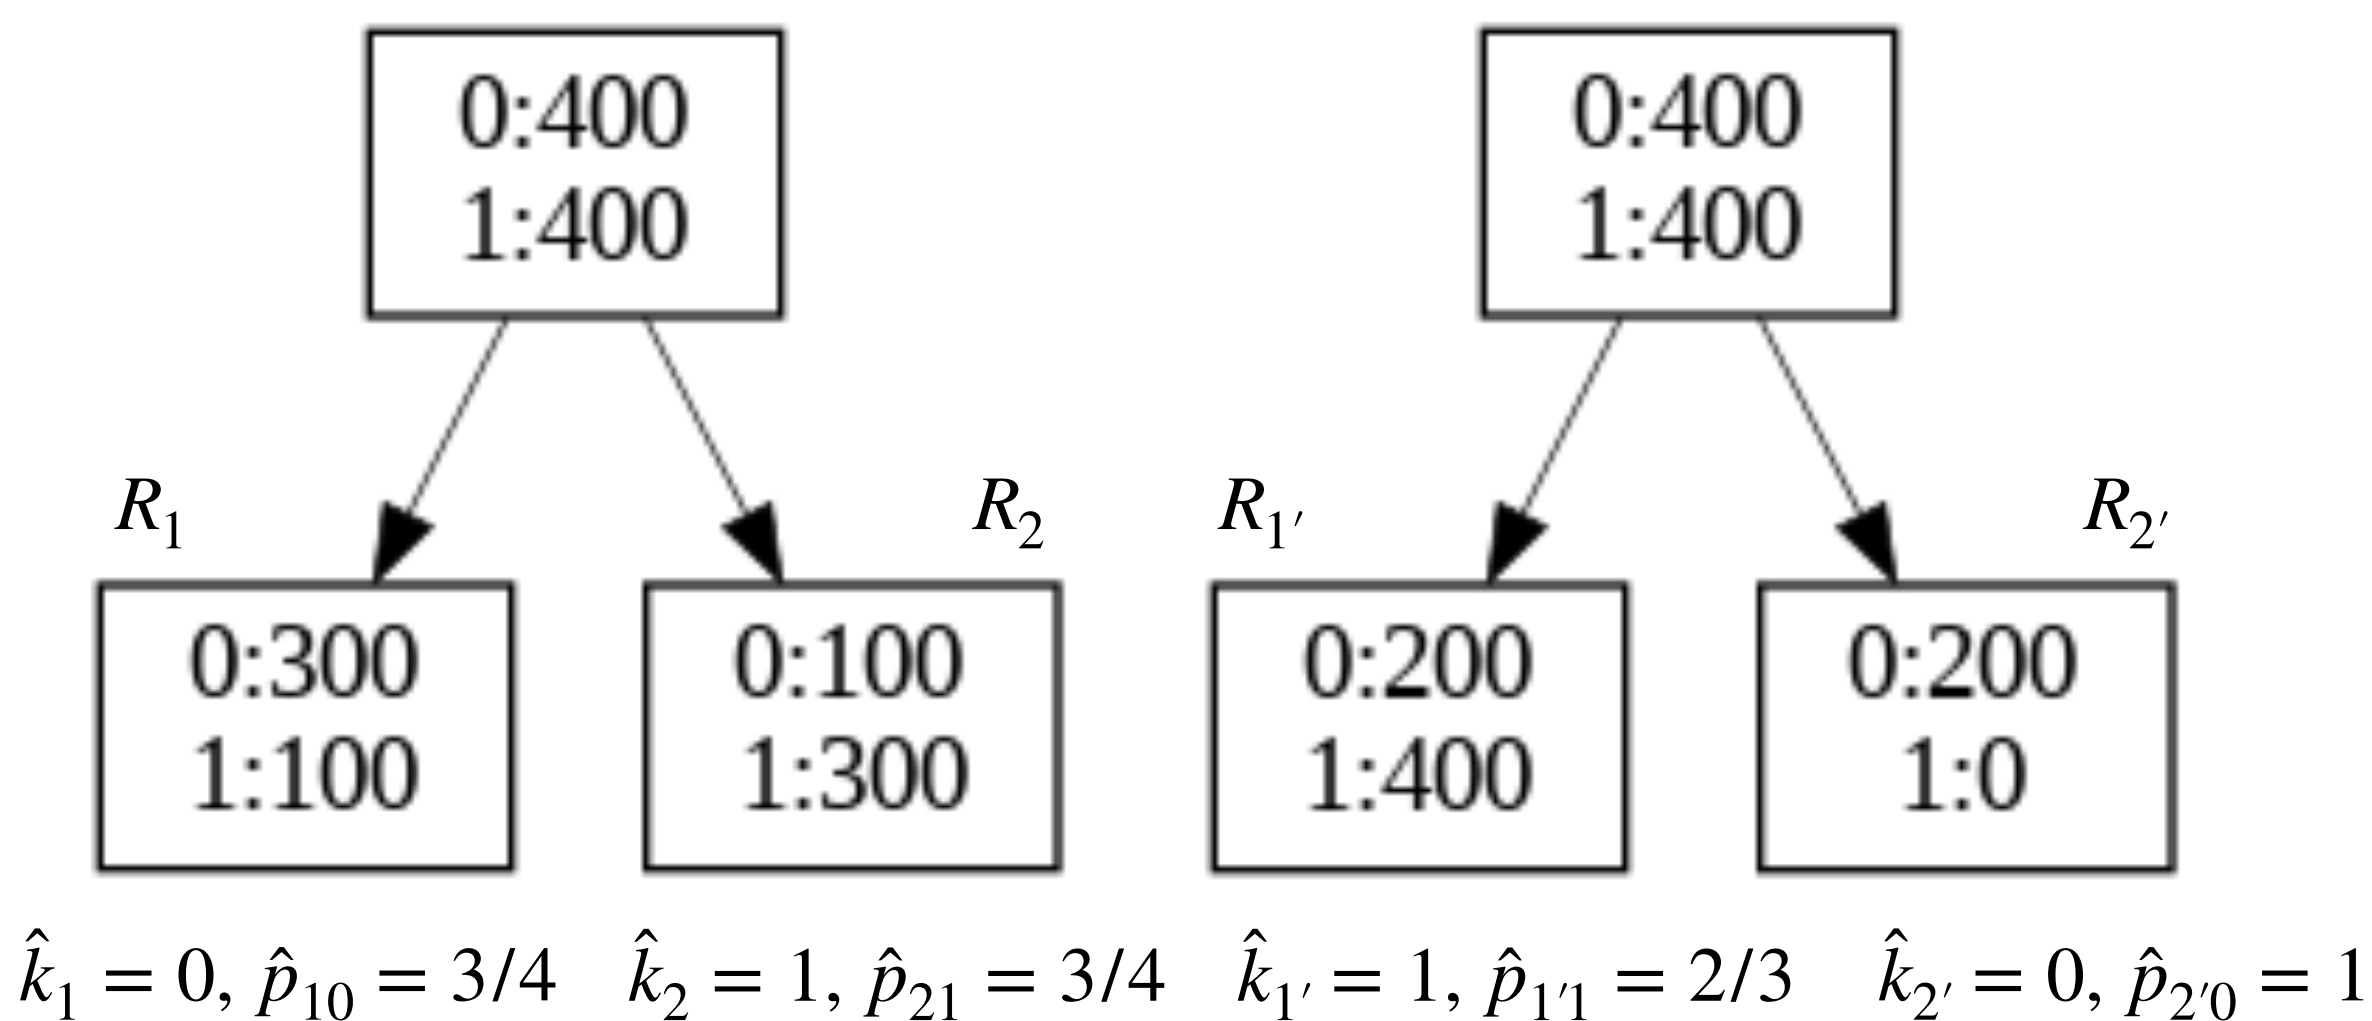 0:400
1:400
0:400
1:400
R₁
R₂
R₁′
R₂′
0:300
1:100
0:100
1:300
0:200
1:400
0:200
1:0
k̂₁ = 0, p̂₁₀ = 3/4
k̂₂ = 1, p̂₂₁ = 3/4
k̂₁′ = 1, p̂₁′₁ = 2/3
k̂₂′ = 0, p̂₂′₀ = 1